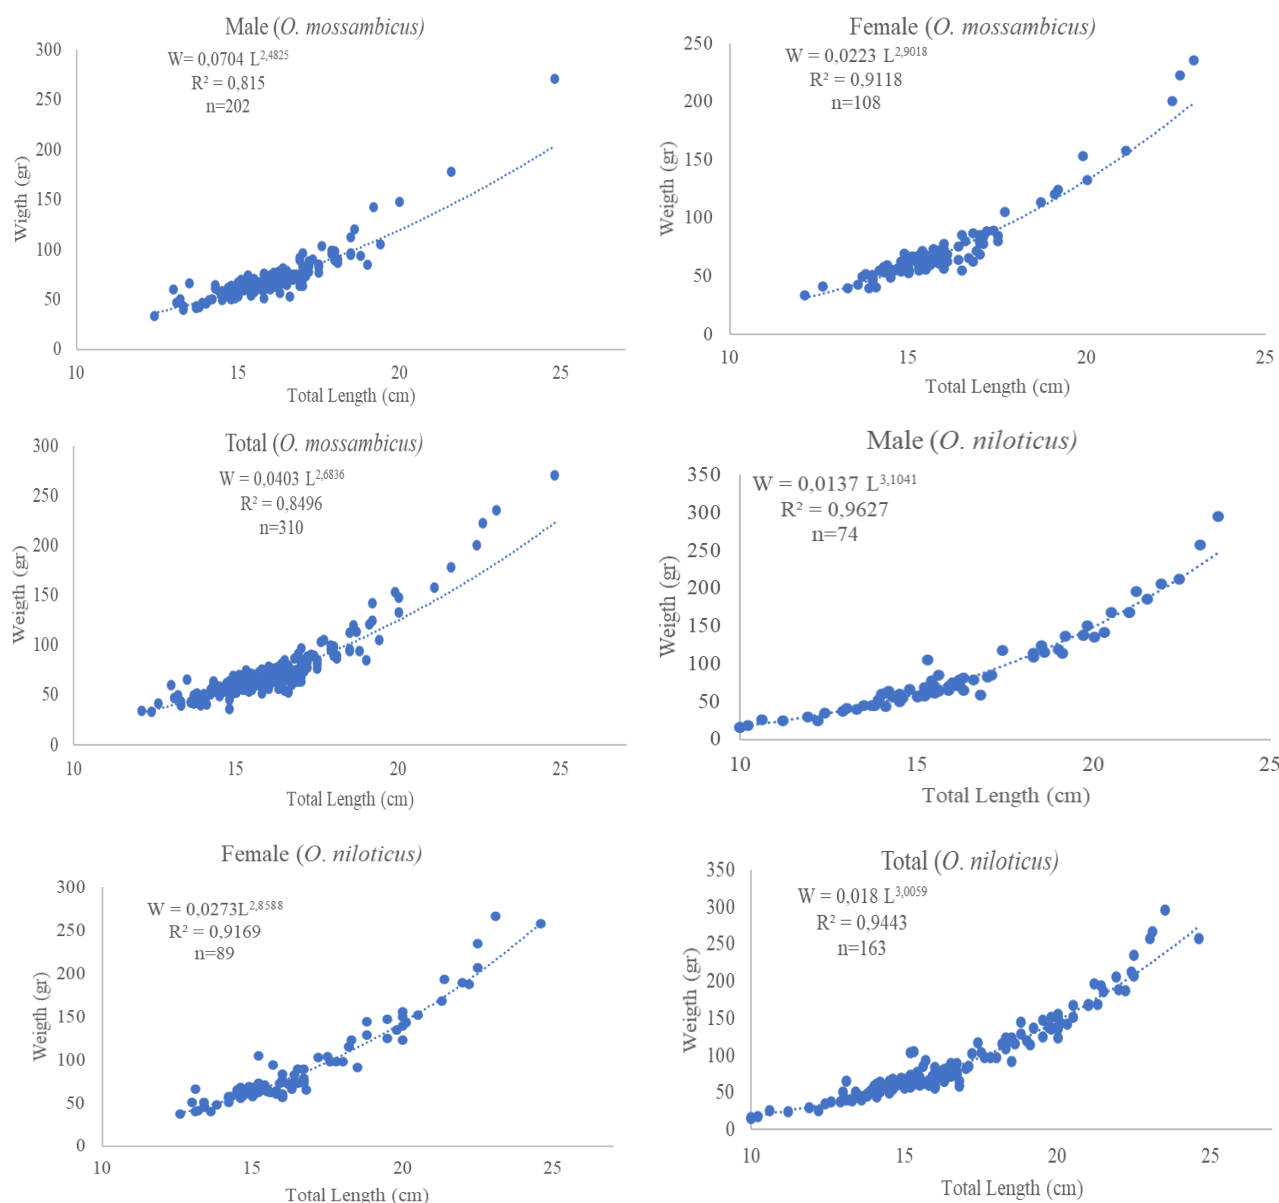 Male (O. mossambicus)
W= 0,0704 L2,4825
R² = 0,815
n=202
300
250
200
150
100
50
0
Wigth (gr)
10 15 20 25
Total Length (cm)
Female (O. mossambicus)
W = 0,0223 L2,9018
R² = 0,9118
n=108
250
200
150
100
50
0
Weigth (gr)
10 15 20 25
Total Length (cm)
Total (O. mossambicus)
W = 0,0403 L2,6836
R² = 0,8496
n=310
300
250
200
150
100
50
0
Weigth (gr)
10 15 20 25
Total Length (cm)
Male (O. niloticus)
W = 0,0137 L3,1041
R² = 0,9627
n=74
350
300
250
200
150
100
50
0
Weigth (gr)
10 15 20 25
Total Length (cm)
Female (O. niloticus)
W = 0,0273L2,8588
R² = 0,9169
n=89
300
250
200
150
100
50
0
Weigth (gr)
10 15 20 25
Total Length (cm)
Total (O. niloticus)
W = 0,018 L3,0059
R² = 0,9443
n=163
350
300
250
200
150
100
50
0
Weigth (gr)
10 15 20 25
Total Length (cm)